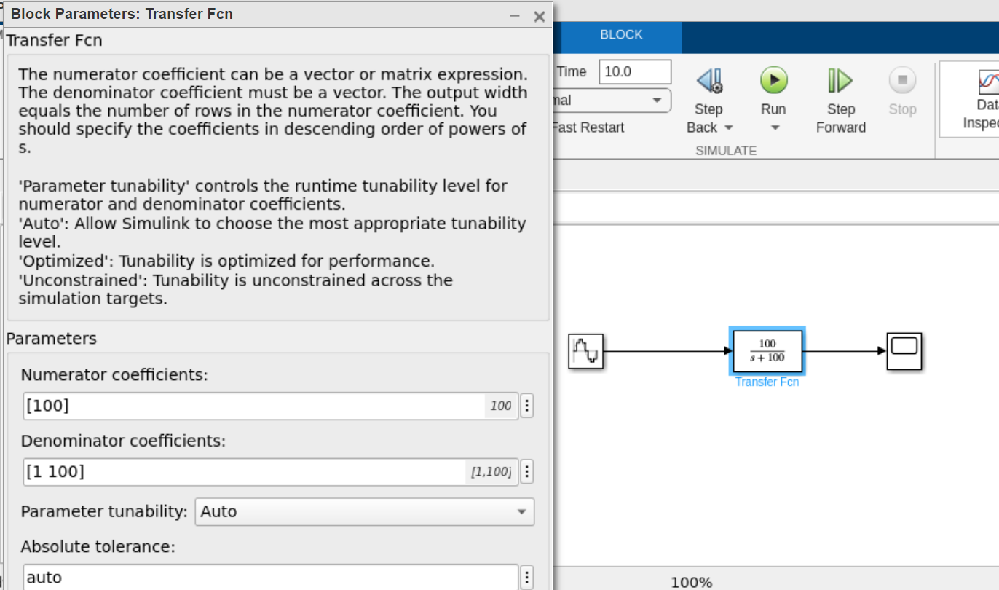 Block Parameters: Transfer Fcn
Transfer Fcn
The numerator coefficient can be a vector or matrix expression.
The denominator coefficient must be a vector. The output width
equals the number of rows in the numerator coefficient. You
should specify the coefficients in descending order of powers of
s.
'Parameter tunability' controls the runtime tunability level for
numerator and denominator coefficients.
'Auto': Allow Simulink to choose the most appropriate tunability
level.
'Optimized': Tunability is optimized for performance.
'Unconstrained': Tunability is unconstrained across the
simulation targets.
Parameters
Numerator coefficients:
[100] 100
Denominator coefficients:
[1 100] [1,100]
Parameter tunability: Auto
Absolute tolerance:
auto
BLOCK
Time 10.0
mal
Fast Restart
Step
Back
Run
Step
Forward
Stop
SIMULATE
Dat
Inspec
100
s + 100
Transfer Fcn
100%